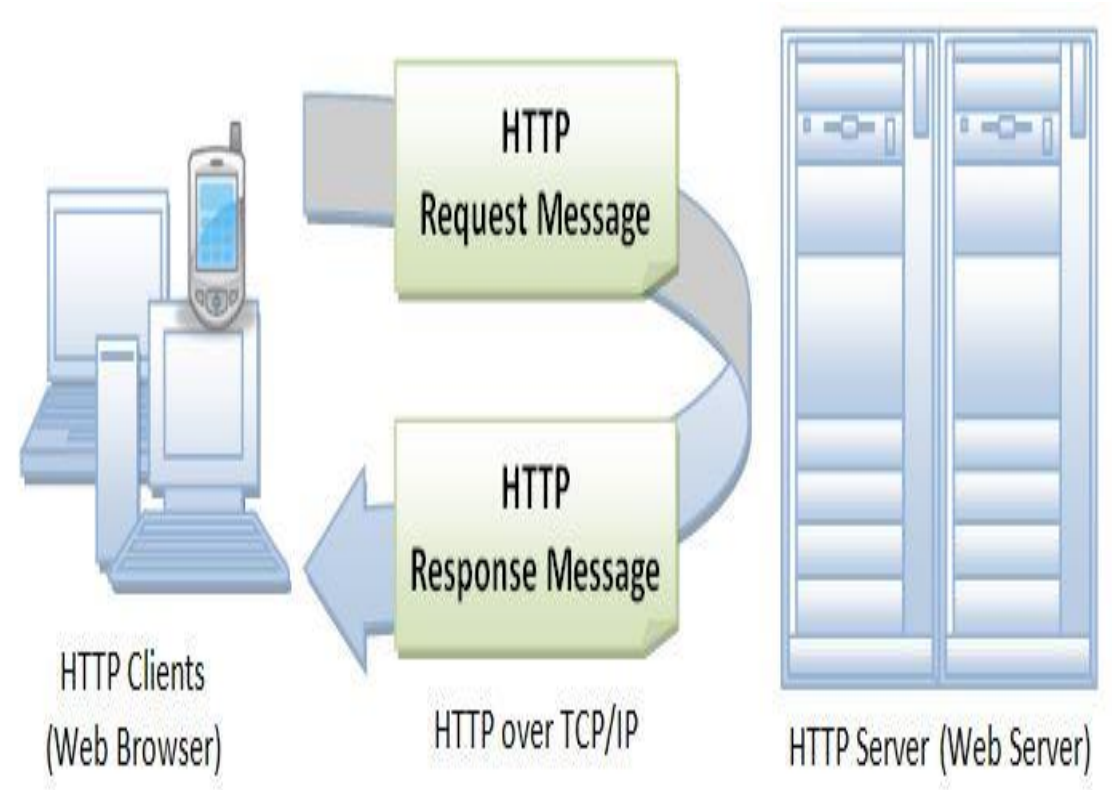 HTTP
Request Message
HTTP
Response Message
HTTP Clients
(Web Browser)
HTTP over TCP/IP
HTTP Server (Web Server)